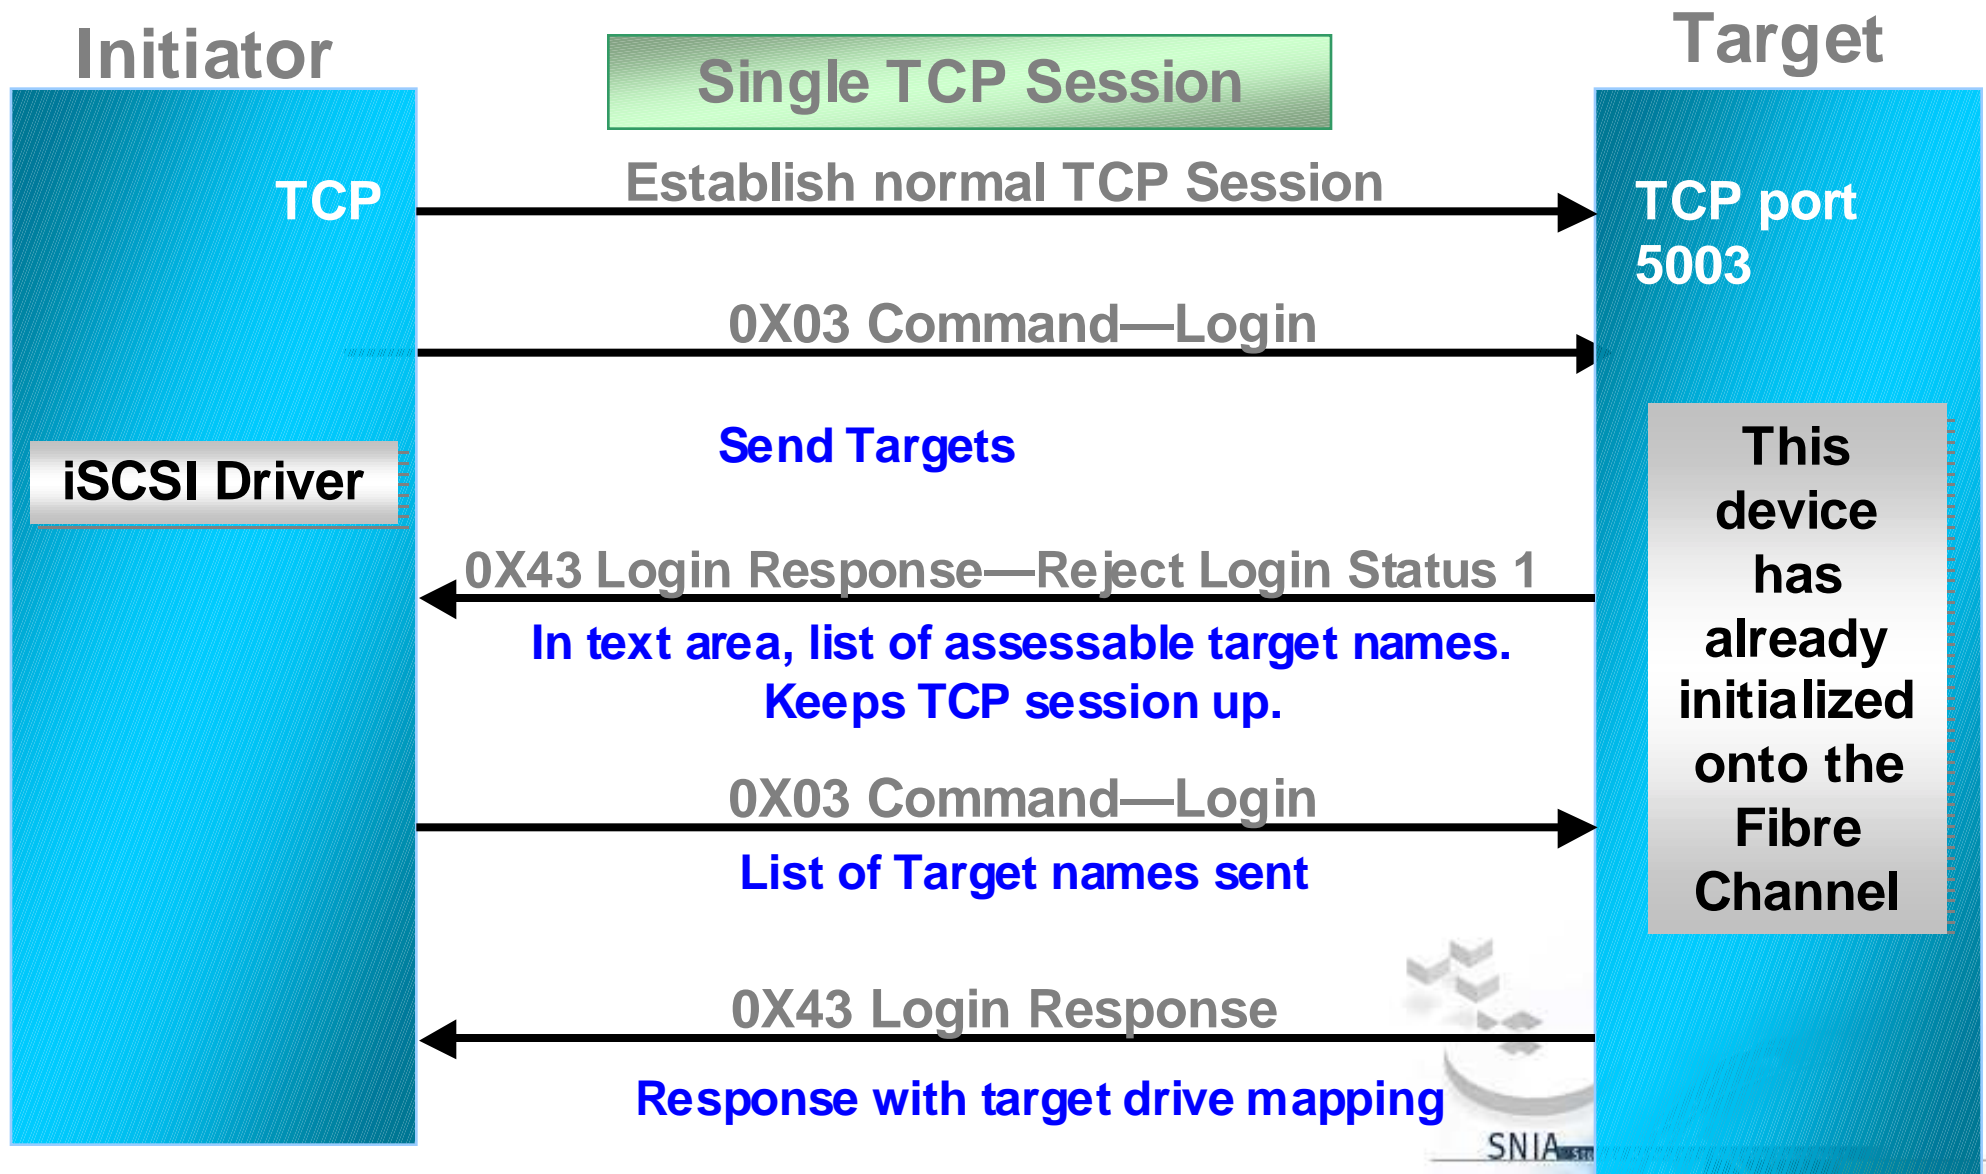 Initiator
Single TCP Session
Target
Establish normal TCP Session
TCP
TCP port
5003
0X03 Command—Login
Send Targets
iSCSI Driver
This
device
has
already
initialized
onto the
Fibre
Channel
0X43 Login Response—Reject Login Status 1
In text area, list of assessable target names.
Keeps TCP session up.
0X03 Command—Login
List of Target names sent
0X43 Login Response
Response with target drive mapping
SNIA